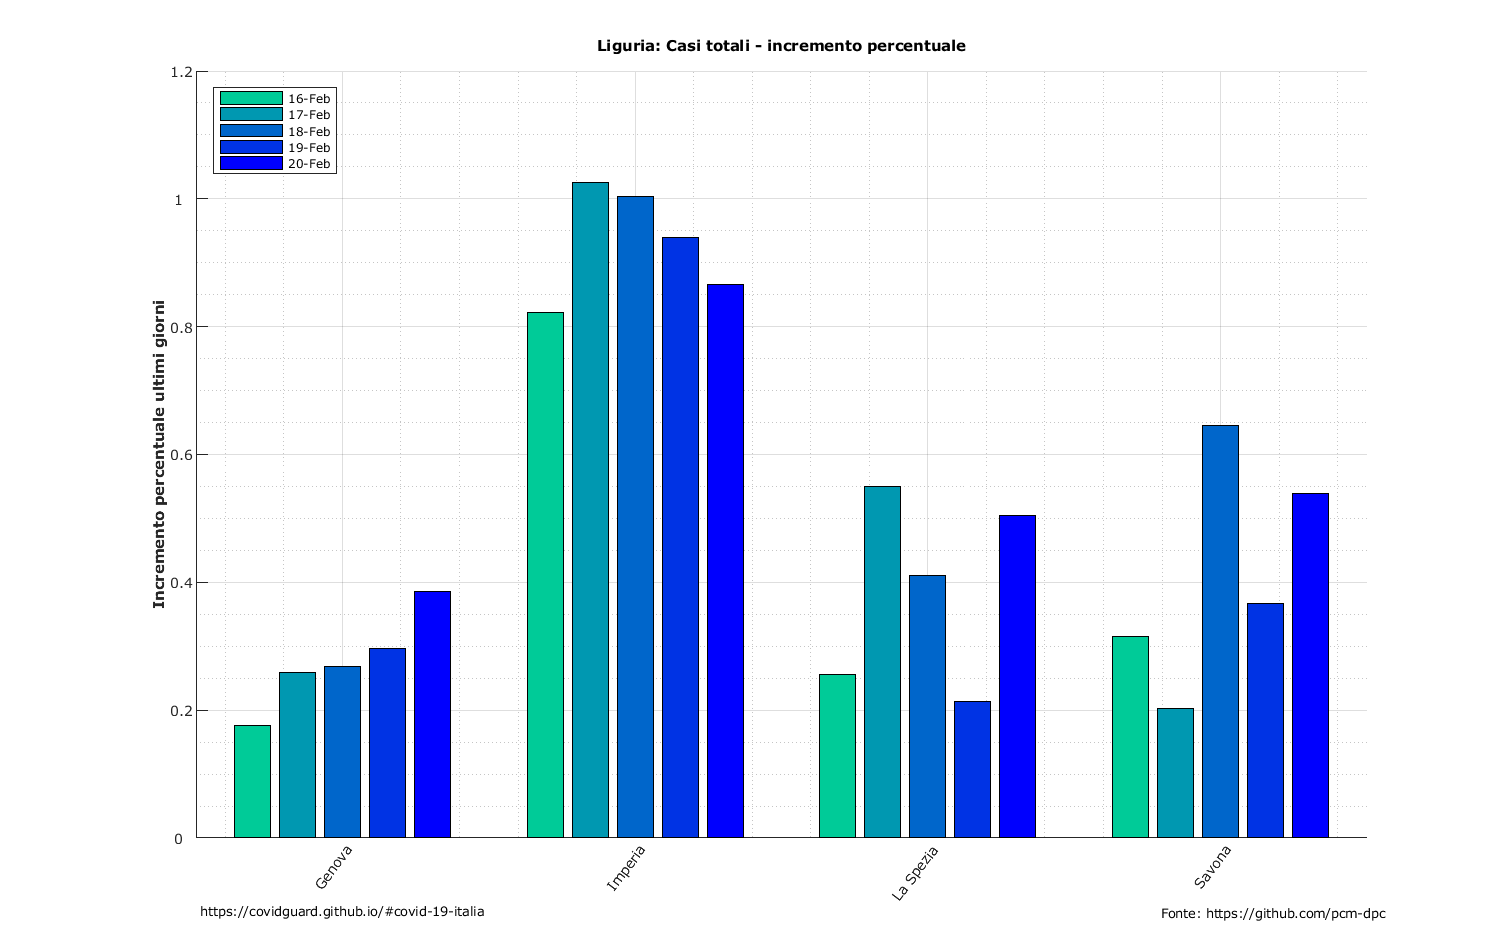 Liguria: Casi totali - incremento percentuale
1.2
1
0.8
0.6
0.4
0.2
0
Incremento percentuale ultimi giorni
16-Feb
17-Feb
18-Feb
19-Feb
20-Feb
Genova
Imperia
La Spezia
Savona
https://covidguard.github.io/#covid-19-italia
Fonte: https://github.com/pcm-dpc